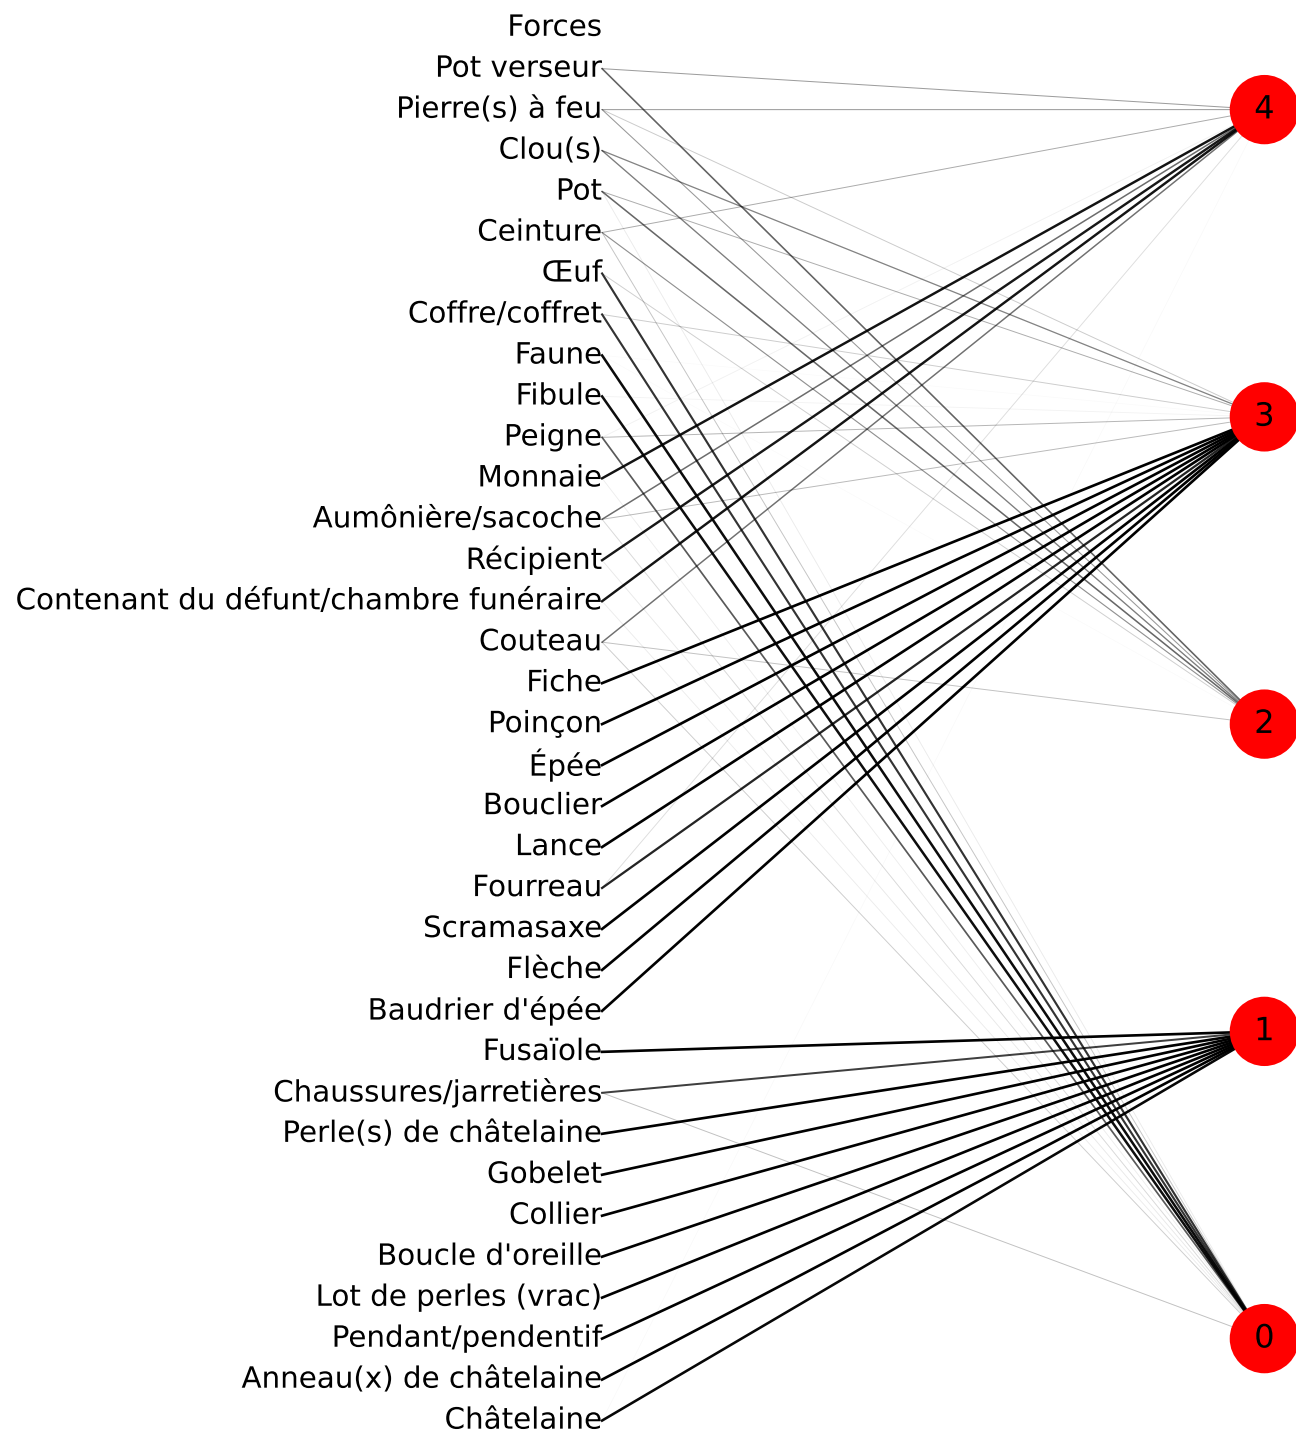 Forces
Pot verseur
Pierre(s) à feu
4
Clou(s)
Pot
Ceinture
Œuf
Coffre/coffret
Faune
Fibule
3
Peigne
Monnaie
Aumônière/sacoche
Récipient
Contenant du défunt/chambre funéraire
Couteau
Fiche
Poinçon
2
Épée
Bouclier
Lance
Fourreau
Scramasaxe
Flèche
Baudrier d'épée
1
Fusaïole
Chaussures/jarretières
Perle(s) de châtelaine
Gobelet
Collier
Boucle d'oreille
Lot de perles (vrac)
Pendant/pendentif
0
Anneau(x) de châtelaine
Châtelaine